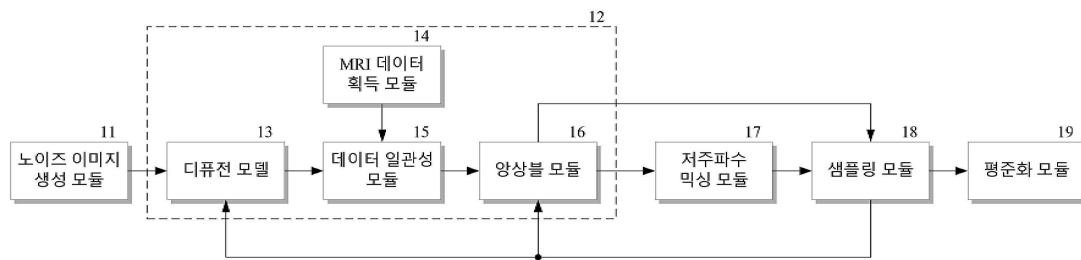 12
14
MRI 데이터
획득 모듈
11
노이즈 이미지
생성 모듈
13
디퓨전 모델
15
데이터 일관성
모듈
16
앙상블 모듈
17
저주파수
믹싱 모듈
18
샘플링 모듈
19
평준화 모듈